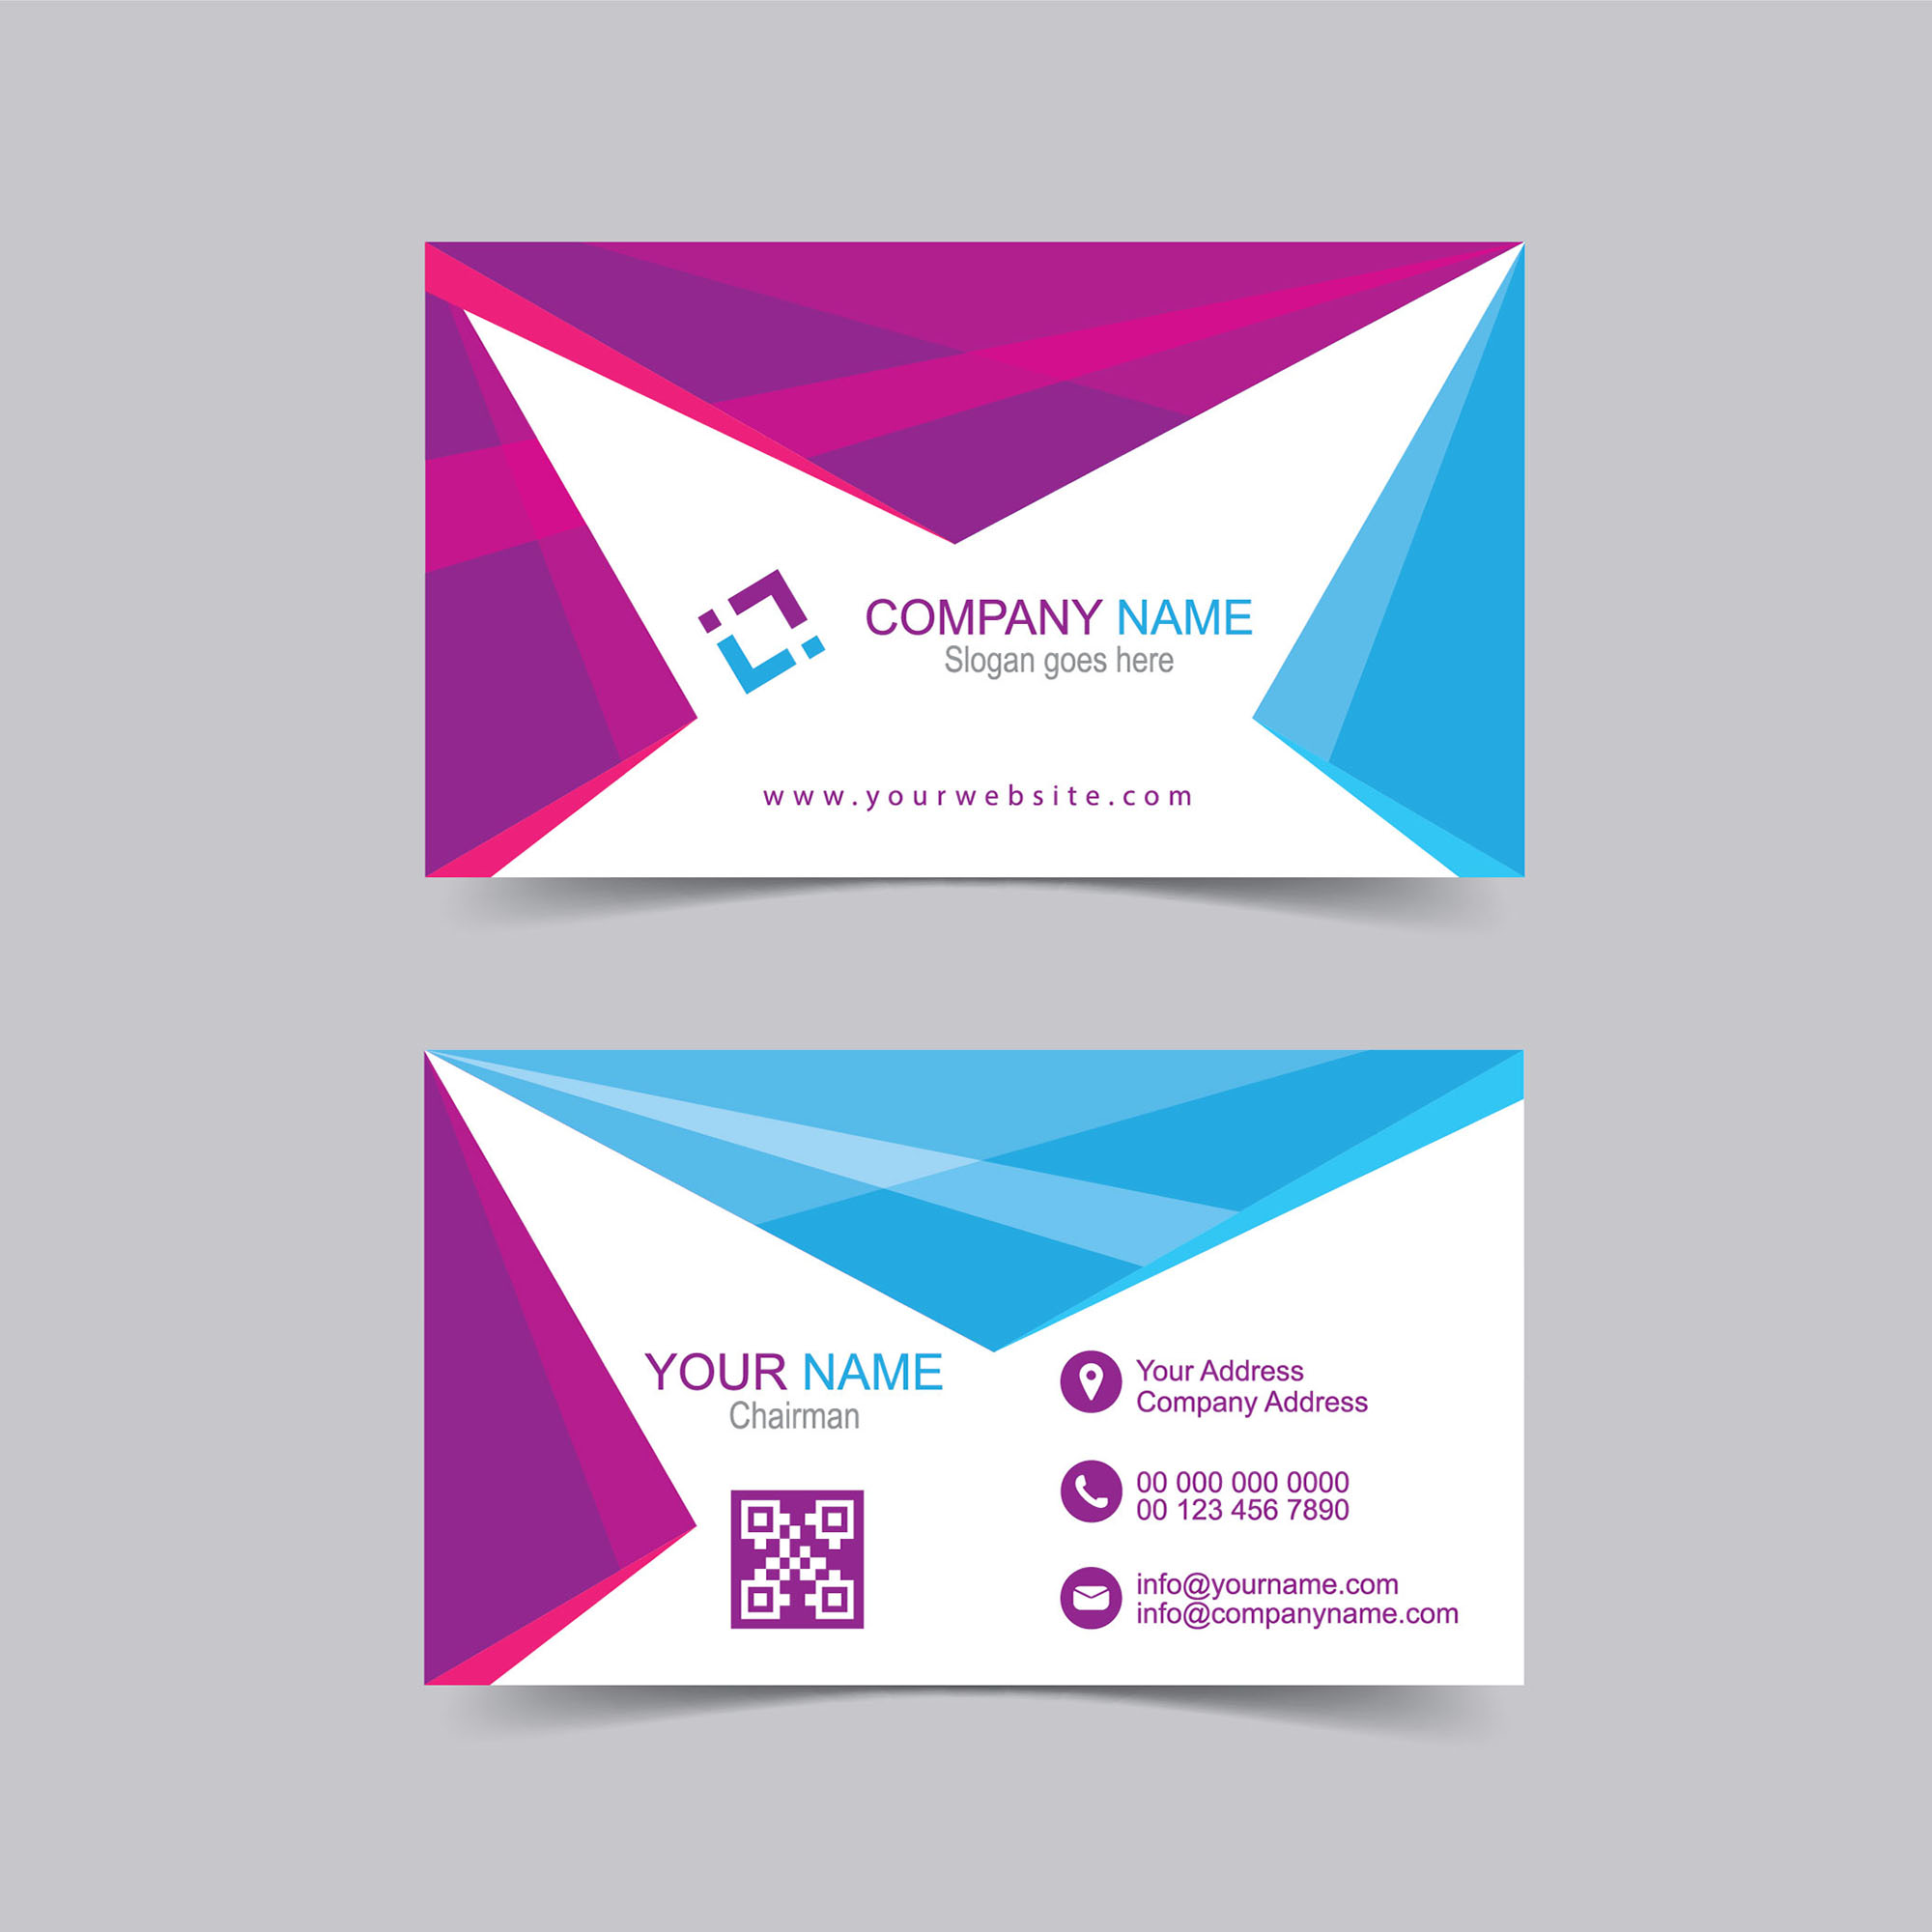 COMPANY NAME
Slogan goes here
www.yourwebsite.com
YOUR NAME
Chairman
Your Address
Company Address
00 000 000 0000
00 123 456 7890
info@yourname.com
info@companyname.com